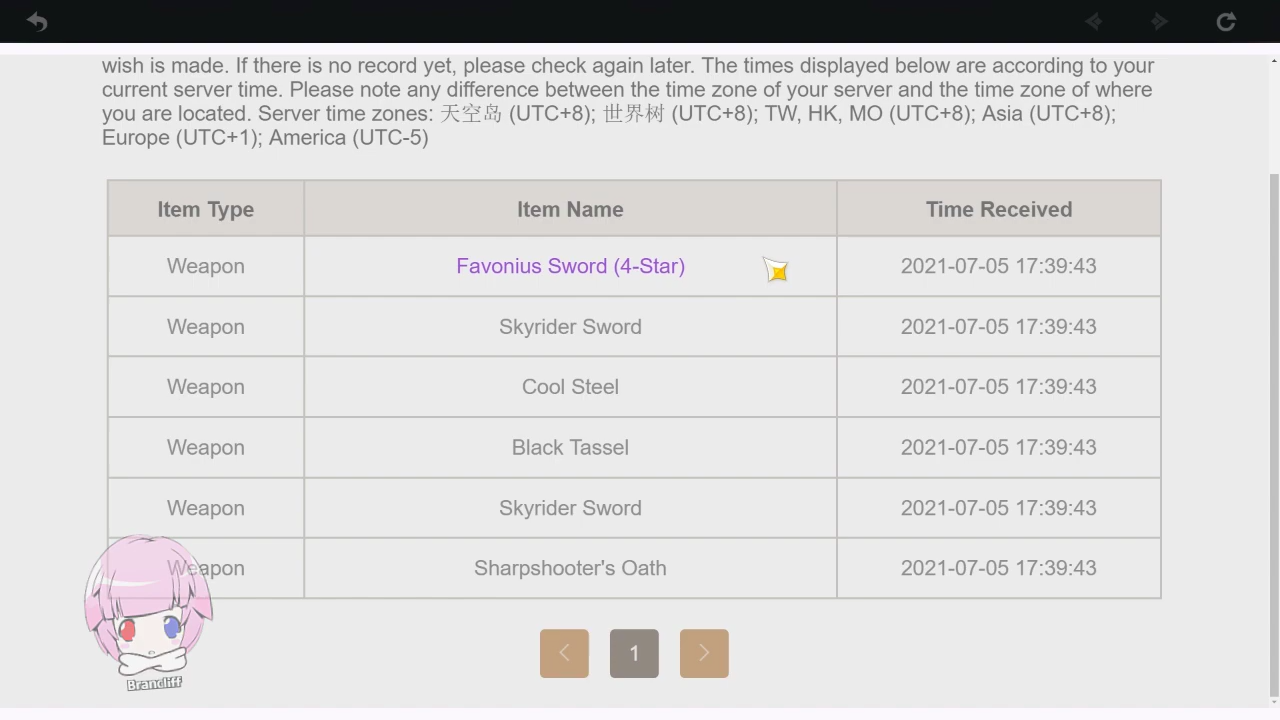 wish is made. If there is no record yet, please check again later. The times displayed below are according to your
current server time. Please note any difference between the time zone of your server and the time zone of where
you are located. Server time zones: 天空岛 (UTC+8); 世界树 (UTC+8); TW, HK, MO (UTC+8); Asia (UTC+8);
Europe (UTC+1); America (UTC-5)
Item Type Item Name Time Received
Weapon Favonius Sword (4-Star) 2021-07-05 17:39:43
Weapon Skyrider Sword 2021-07-05 17:39:43
Weapon Cool Steel 2021-07-05 17:39:43
Weapon Black Tassel 2021-07-05 17:39:43
Weapon Skyrider Sword 2021-07-05 17:39:43
Weapon Sharpshooter's Oath 2021-07-05 17:39:43
1
Brancliff